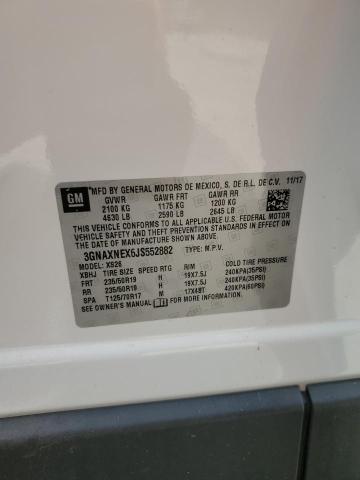 GM
MFD BY GENERAL MOTORS DE MEXICO, S. DE R.L. DE C.V. 11/17
GVWR GAWR FRT GAWR RR
2100 KG 1175 KG 1200 KG
4630 LB 2590 LB 2645 LB
THIS VEHICLE CONFORMS TO ALL APPLICABLE U.S. FEDERAL MOTOR
VEHICLE SAFETY AND THEFT PREVENTION STANDARDS IN EFFECT ON
THE DATE OF MANUFACTURE SHOWN ABOVE.
3GNAXNEX6JS552882 TYPE: M.P.V.
MODEL: XS26
XBHJ TIRE SIZE SPEED RTG RIM COLD TIRE PRESSURE
FRT 235/50R19 H 19X7.5J 240KPA(35PSI)
RR 235/50R19 H 19X7.5J 240KPA(35PSI)
SPA T125/70R17 M 17X4BT 420KPA(60PSI)
SEE OWNER'S MANUAL FOR ADDITIONAL INFORMATION.